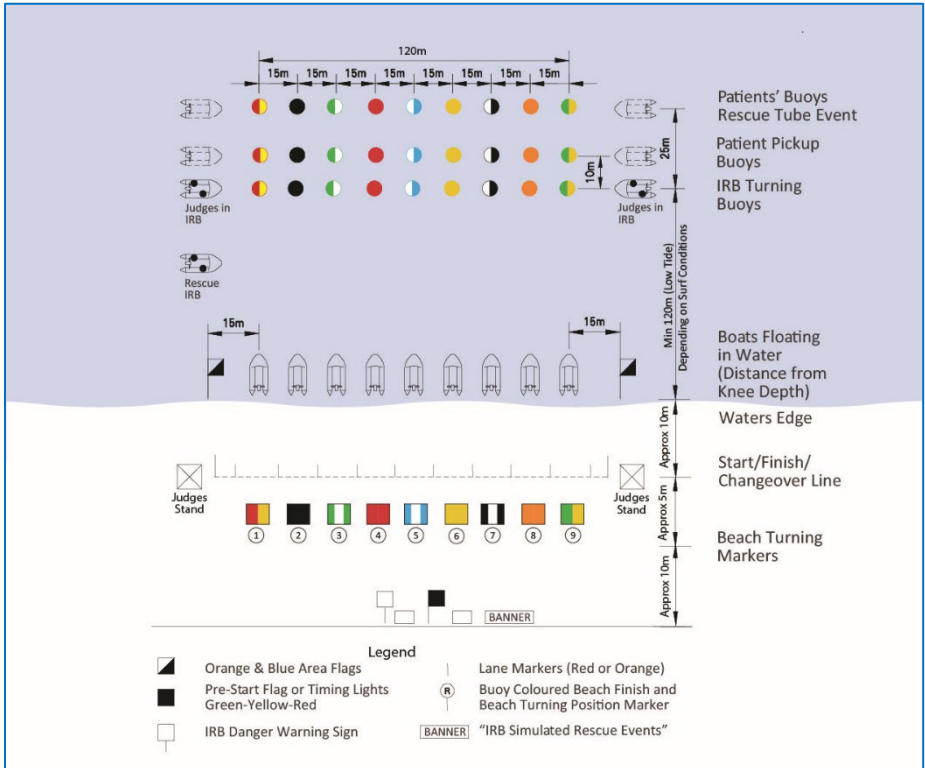 120m
15m 15m 15m 15m 15m 15m 15m 15m
Patients' Buoys
Rescue Tube Event
25m
Patient Pickup
Buoys
10m
IRB Turning
Buoys
Judges in
IRB
Judges in
IRB
Rescue
IRB
Min 120m (Low Tide)
Depending on Surf Conditions
15m
15m
Boats Floating
in Water
(Distance from
Knee Depth)
Waters Edge
Approx 10m
Start/Finish/
Changeover Line
Judges
Stand
Judges
Stand
Approx 5m
1 2 3 4 5 6 7 8 9
Beach Turning
Markers
Approx 10m
BANNER
Legend
Orange & Blue Area Flags
Lane Markers (Red or Orange)
Pre-Start Flag or Timing Lights
Green-Yellow-Red
R
Buoy Coloured Beach Finish and
Beach Turning Position Marker
IRB Danger Warning Sign
BANNER "IRB Simulated Rescue Events"